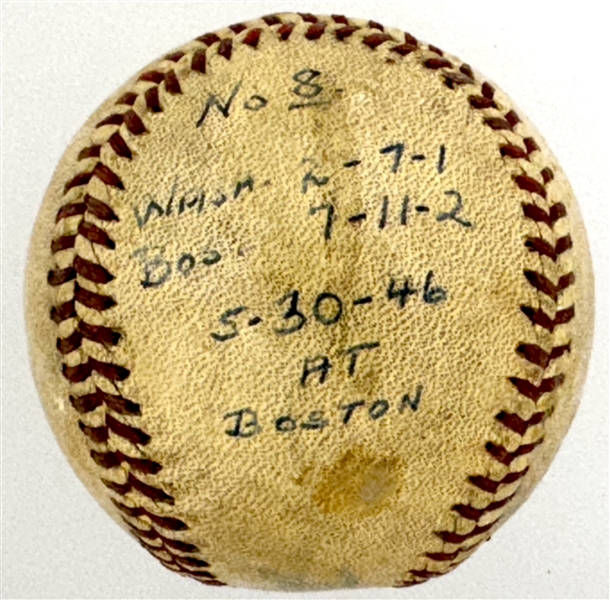 No 8
WASH. 2-7-1
BOS. 7-11-2
5-30-46
AT
BOSTON